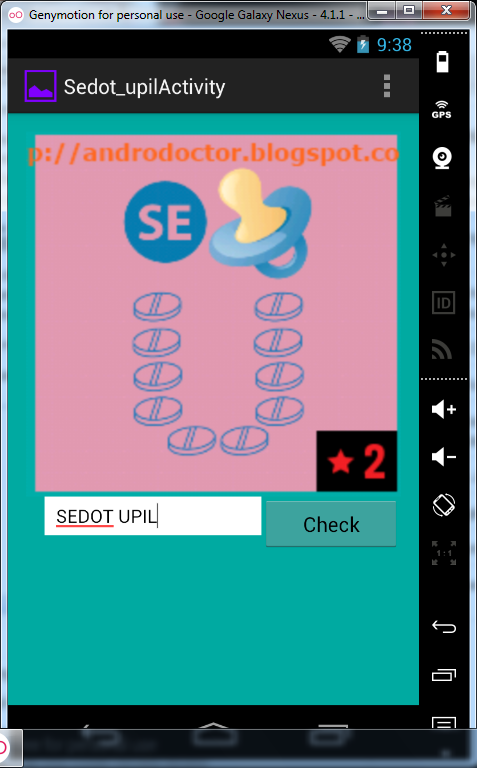 Genymotion for personal use - Google Galaxy Nexus - 4.1.1 - ...
9:38
Sedot_upilActivity
GPS
p://androdoctor.blogspot.co
SE
ID
2
SEDOT UPIL
Check
1:1